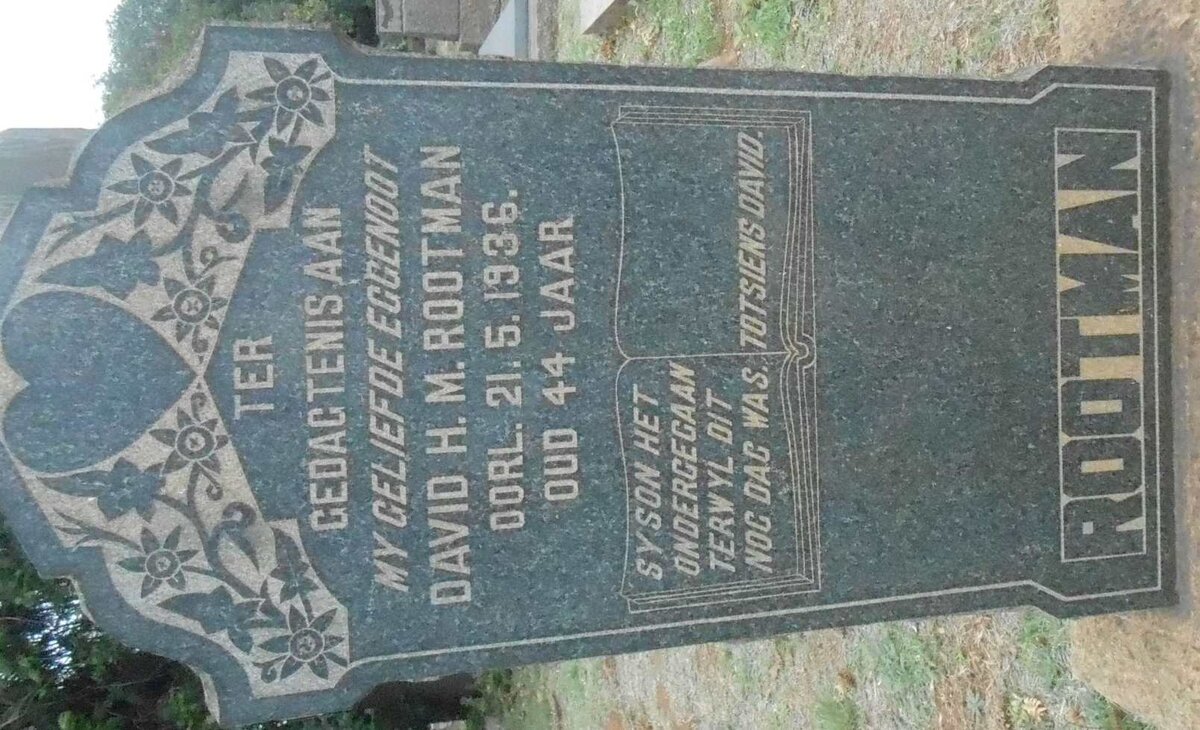 TER
GEDAGTENIS AAN
MY GELIEFDE EGGENOOT
DAVID H. M. ROOTMAN
OORL. 21. 5. 1936.
OUD 44 JAAR
SY SON HET
ONDERGEGAAN
TERWYL DIT
NOG DAG WAS.
TOTSIENS DAVID.
ROOTMAN